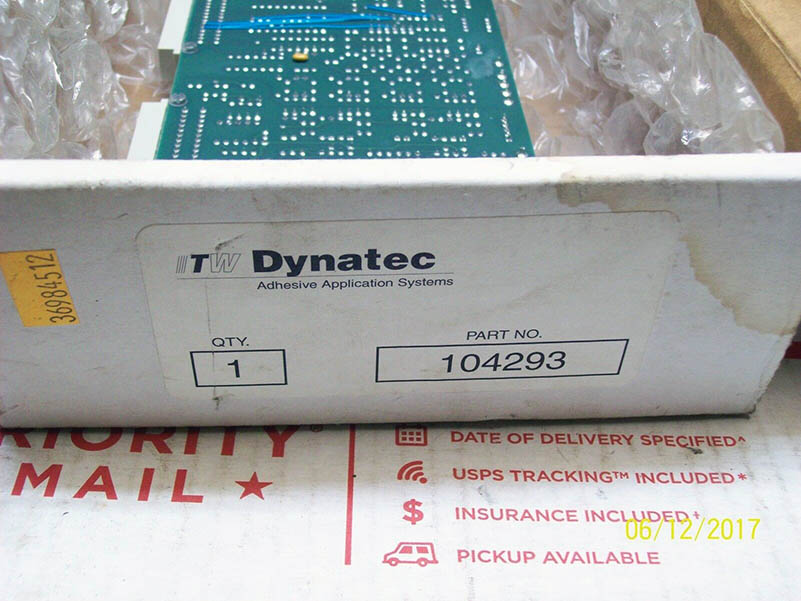 36984512
ITW Dynatec
Adhesive Application Systems
QTY.
1
PART NO.
104293
PRIORITY®
MAIL ★
DATE OF DELIVERY SPECIFIED^
USPS TRACKING™ INCLUDED*
$ INSURANCE INCLUDED†
PICKUP AVAILABLE
06/12/2017